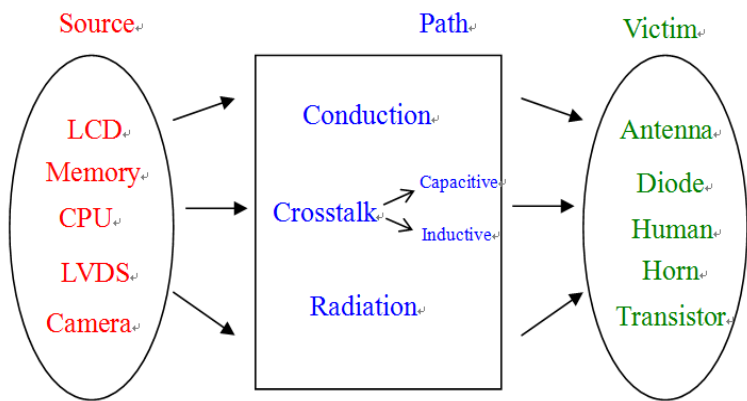 Source
Path
Victim
LCD
Memory
CPU
LVDS
Camera
Conduction
Crosstalk
Capacitive
Inductive
Radiation
Antenna
Diode
Human
Horn
Transistor